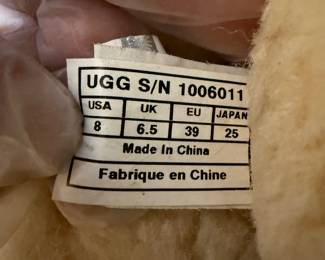 UGG S/N 1006011
USA UK EU JAPAN
8 6.5 39 25
Made In China
Fabrique en Chine